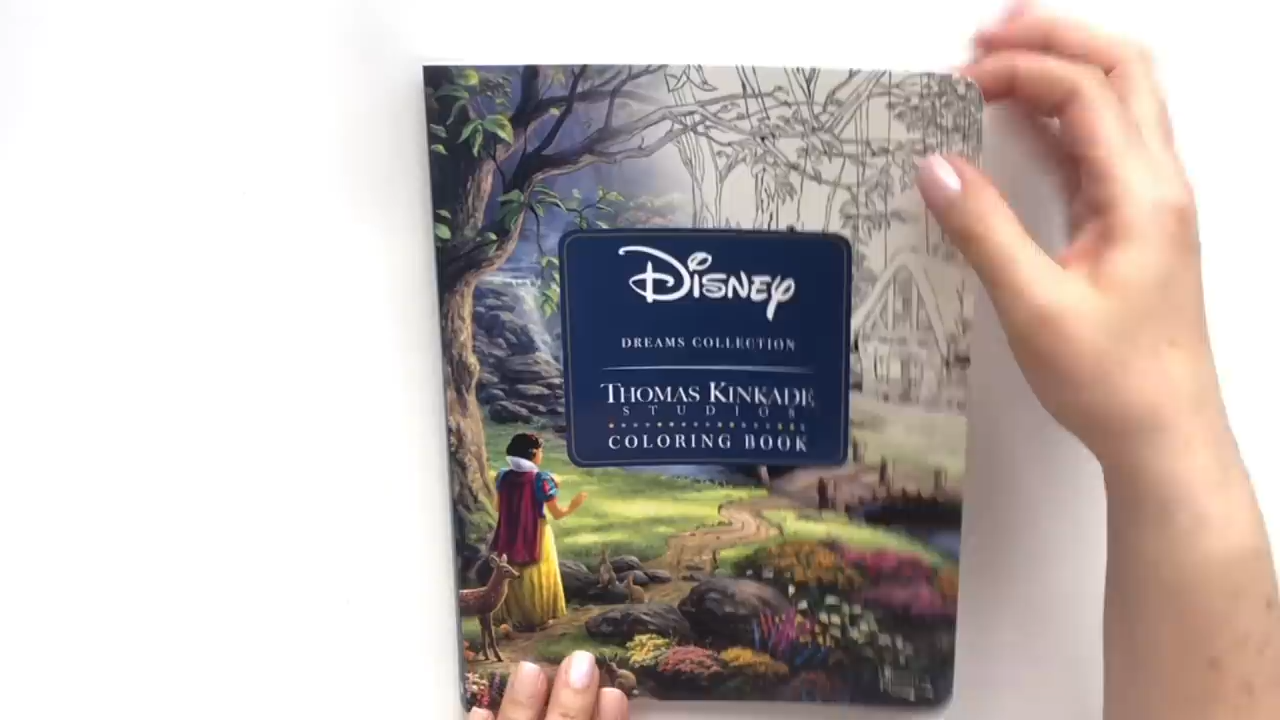 Disney
DREAMS COLLECTION
THOMAS KINKADE
STUDIOS
COLORING BOOK